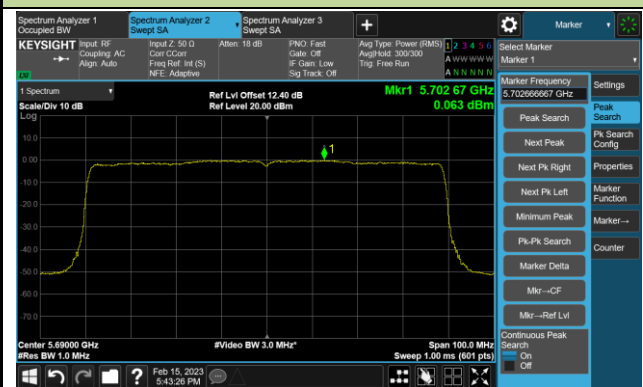 Spectrum Analyzer 1
Occupied BW
Spectrum Analyzer 2
Swept SA
Spectrum Analyzer 3
Swept SA
Marker
KEYSIGHT
Input: RF
Coupling: AC
Align: Auto
Input Z: 50 Ω
Corr CCorr
Freq Ref: Int (S)
NFE: Adaptive
Atten: 18 dB
PNO: Fast
Gate: Off
IF Gain: Low
Sig Track: Off
Avg Type: Power (RMS)
Avg|Hold: 300/300
Trig: Free Run
1 2 3 4 5 6
A W W W W W
A N N N N N
Select Marker
Marker 1
Marker Frequency
5.702666667 GHz
Settings
Peak Search
Peak
Search
Next Peak
Pk Search
Config
Next Pk Right
Properties
Next Pk Left
Marker
Function
Minimum Peak
Marker→
Pk-Pk Search
Counter
Marker Delta
Mkr→CF
Mkr→Ref Lvl
Continuous Peak
Search
On
Off
1 Spectrum
Scale/Div 10 dB
Ref Lvl Offset 12.40 dB
Ref Level 20.00 dBm
Mkr1 5.702 67 GHz
0.063 dBm
Log
10.0
0.00
-10.0
-20.0
-30.0
-40.0
-50.0
-60.0
-70.0
1
Center 5.69000 GHz
#Video BW 3.0 MHz*
Span 100.0 MHz
#Res BW 1.0 MHz
Sweep 1.00 ms (601 pts)
?
Feb 15, 2023
5:43:26 PM